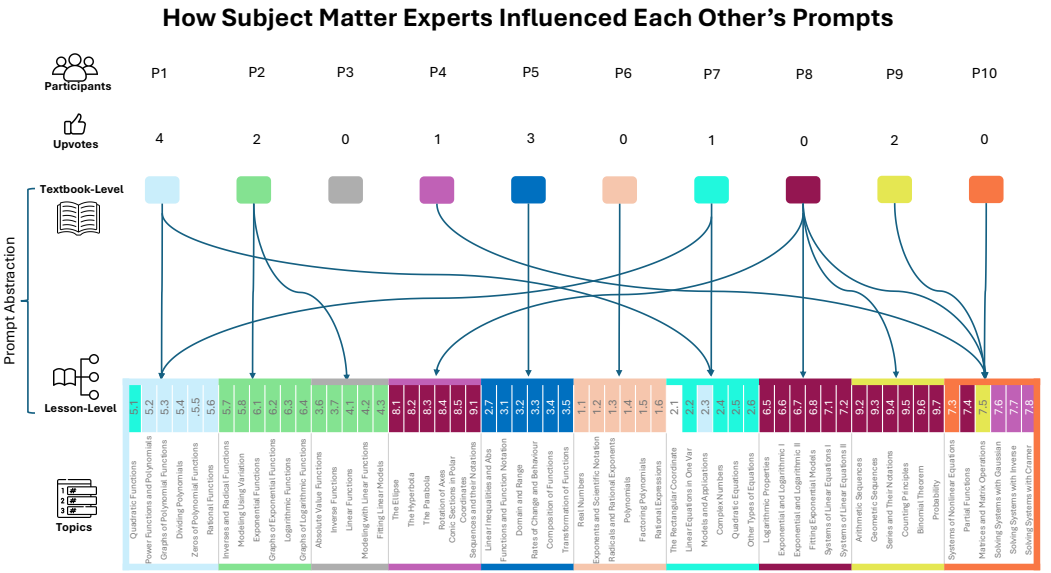 How Subject Matter Experts Influenced Each Other's Prompts
Participants
P1 P2 P3 P4 P5 P6 P7 P8 P9 P10
Upvotes
4 2 0 1 3 0 1 0 2 0
Textbook-Level
Prompt Abstraction
Lesson-Level
5.1 5.2 5.3 5.4 .5.5 5.6 5.7 5.8 6.1 6.2 6.3 6.4 3.6 3.7 4.1 4.2 4.3 8.1 8.2 8.3 8.4 8.5 9.1 2.7 3.1 3.2 3.3 3.4 3.5 1.1 1.2 1.3 1.4 1.5 1.6 2.1 2.2 2.3 2.4 2.5 2.6 6.5 6.6 6.7 6.8 7.1 7.2 9.2 9.3 9.4 9.5 9.6 9.7 7.3 7.4 7.5 7.6 7.7 7.8
1 #
2 #
3 #
Topics
Quadratic Functions
Power Functions and Polynomials
Graphs of Polynomial Functions
Dividing Polynomials
Zeros of Polynomial Functions
Rational Functions
Inverses and Radical Functions
Modeling Using Variation
Exponential Functions
Graphs of Exponential Functions
Logarithmic Functions
Graphs of Logarithmic Functions
Absolute Value Functions
Inverse Functions
Linear Functions
Modeling with Linear Functions
Fitting Linear Models
The Ellipse
The Hyperbola
The Parabola
Rotation of Axes
Conic Sections in Polar
Coordinates
Sequences and their Notations
Linear Inequalities and Abs
Functions and Function Notation
Domain and Range
Rates of Change and Behaviour
Composition of Functions
Transformation of Functions
Real Numbers
Exponents and Scientific Notation
Radicals and Rational Exponents
Polynomials
Factoring Polynomials
Rational Expressions
The Rectangular Coordinate
Linear Equations in One Var
Models and Applications
Complex Numbers
Quadratic Equations
Other Types of Equations
Logarithmic Properties
Exponential and Logarithmic I
Exponential and Logarithmic II
Fitting Exponential Models
Systems of Linear Equations I
Systems of Linear Equations II
Arithmetic Sequences
Geometric Sequences
Series and Their Notations
Counting Principles
Binomial Theorem
Probability
Systems of Nonlinear Equations
Partial Functions
Matrices and Matrix Operations
Solving Systems with Gaussian
Solving Systems with Inverse
Solving Systems with Cramer